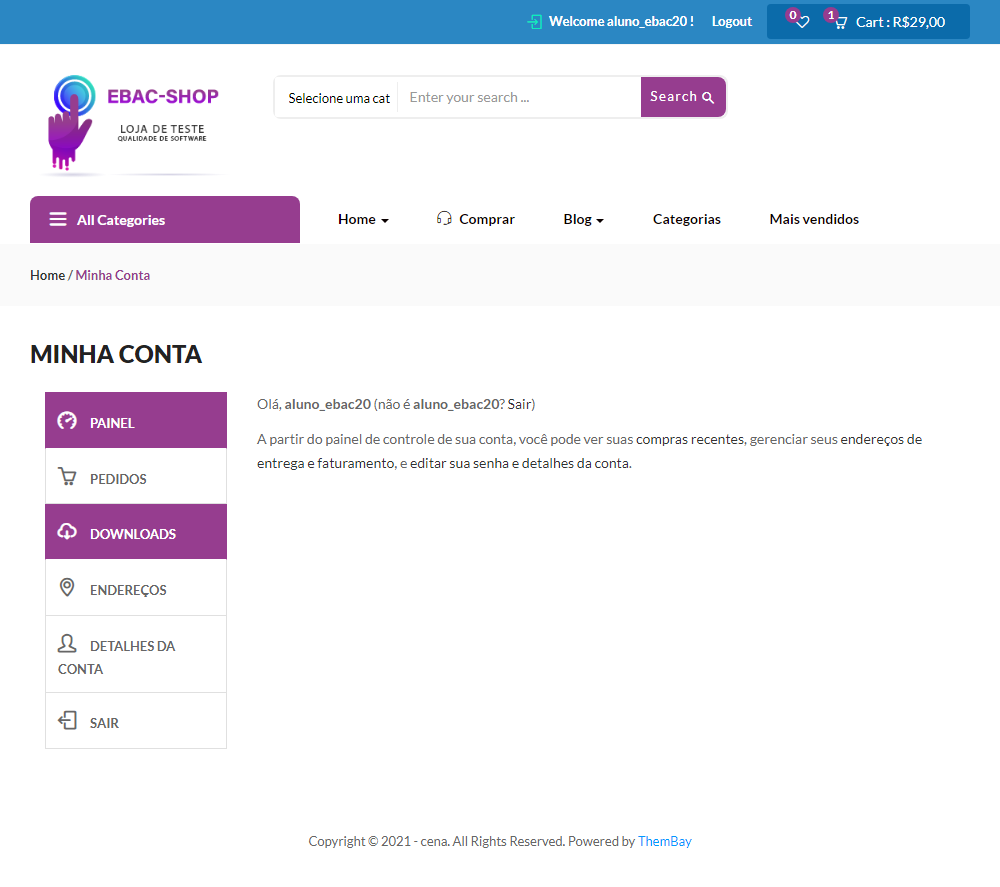 Welcome aluno_ebac20 ! Logout 0 1 Cart : R$29,00
EBAC-SHOP
LOJA DE TESTE
QUALIDADE DE SOFTWARE
Selecione uma cat Enter your search ... Search
All Categories Home Comprar Blog Categorias Mais vendidos
Home / Minha Conta
MINHA CONTA
PAINEL
PEDIDOS
DOWNLOADS
ENDEREÇOS
DETALHES DA
CONTA
SAIR
Olá, aluno_ebac20 (não é aluno_ebac20? Sair)
A partir do painel de controle de sua conta, você pode ver suas compras recentes, gerenciar seus endereços de
entrega e faturamento, e editar sua senha e detalhes da conta.
Copyright © 2021 - cena. All Rights Reserved. Powered by ThemBay